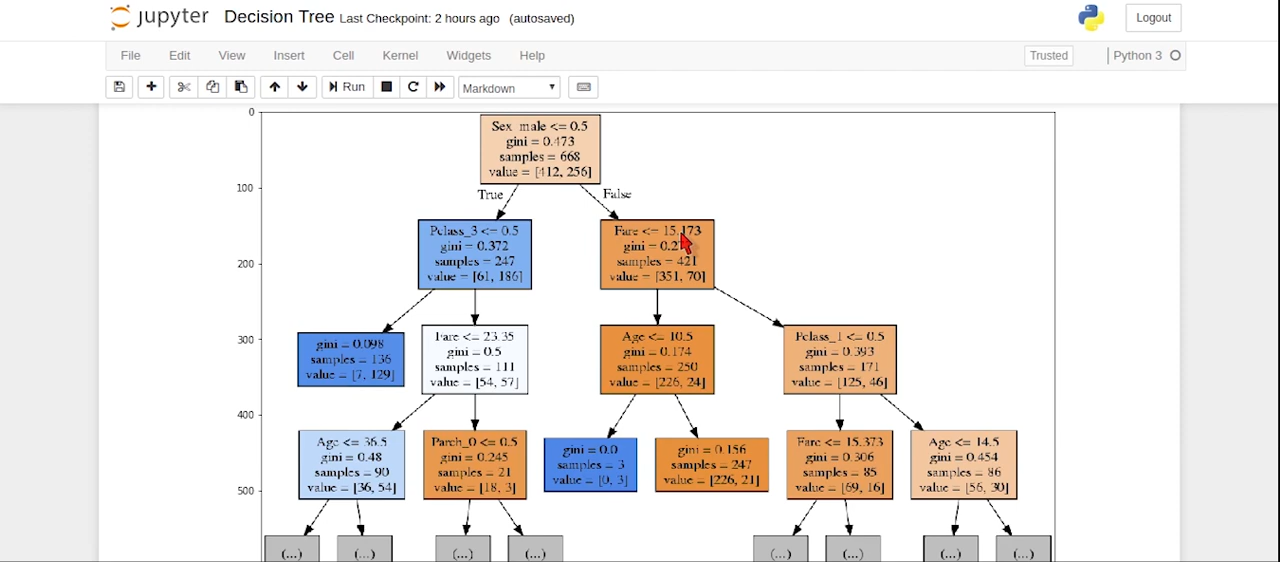 jupyter Decision Tree Last Checkpoint: 2 hours ago (autosaved)
Logout
File Edit View Insert Cell Kernel Widgets Help
Trusted
Python 3
Run
Markdown
0
100
200
300
400
500
Sex_male <= 0.5
gini = 0.473
samples = 668
value = [412, 256]
True
False
Pclass_3 <= 0.5
gini = 0.372
samples = 247
value = [61, 186]
Fare <= 15.173
samples = 421
value = [351, 70]
gini = 0.098
samples = 136
value = [7, 129]
Fare <= 23.35
gini = 0.5
samples = 111
value = [54, 57]
Age <= 10.5
gini = 0.174
samples = 250
value = [226, 24]
Pclass_1 <= 0.5
gini = 0.393
samples = 171
value = [125, 46]
Age <= 36.5
gini = 0.48
samples = 90
value = [36, 54]
Parch_0 <= 0.5
gini = 0.245
samples = 21
value = [18, 3]
gini = 0.0
samples = 3
value = [0, 3]
gini = 0.156
samples = 247
value = [226, 21]
Fare <= 15.373
gini = 0.306
samples = 85
value = [69, 16]
Age <= 14.5
gini = 0.454
samples = 86
value = [56, 30]
(...) (...) (...) (...) (...) (...) (...) (...)